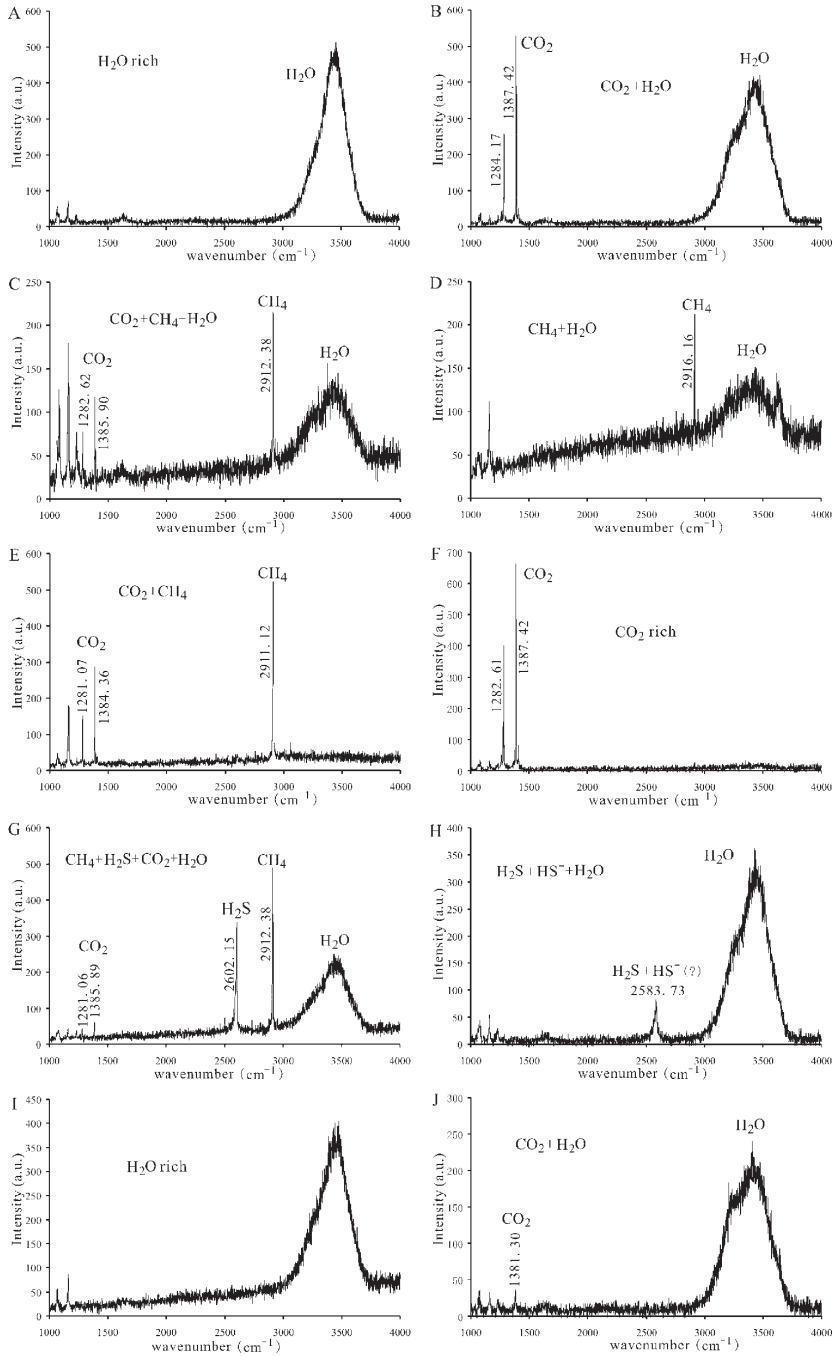 A
H₂O rich
H₂O
Intensity (a.u.)
600
500
400
300
200
100
0
1000 1500 2000 2500 3000 3500 4000
wavenumber (cm⁻¹)
B
CO₂
CO₂+H₂O
H₂O
1284.17
1387.42
Intensity (a.u.)
600
500
400
300
200
100
0
1000 1500 2000 2500 3000 3500 4000
wavenumber (cm⁻¹)
C
CO₂+CH₄-H₂O
CH₄
CO₂
H₂O
1282.62
1385.90
2912.38
Intensity (a.u.)
250
200
150
100
50
0
1000 1500 2000 2500 3000 3500 4000
wavenumber (cm⁻¹)
D
CH₄
CH₄+H₂O
H₂O
2916.16
Intensity (a.u.)
250
200
150
100
50
0
1000 1500 2000 2500 3000 3500 4000
wavenumber (cm⁻¹)
E
CH₄
CO₂+CH₄
CO₂
1281.07
1384.36
2911.12
Intensity (a.u.)
600
500
400
300
200
100
0
1000 1500 2000 2500 3000 3500 4000
wavenumber (cm⁻¹)
F
CO₂
CO₂ rich
1282.61
1387.42
Intensity (a.u.)
700
600
500
400
300
200
100
0
1000 1500 2000 2500 3000 3500 4000
wavenumber (cm⁻¹)
G
CH₄+H₂S+CO₂+H₂O
CH₄
H₂S
CO₂
H₂O
1281.06
1385.89
2602.15
2912.38
Intensity (a.u.)
600
500
400
300
200
100
0
1000 1500 2000 2500 3000 3500 4000
wavenumber (cm⁻¹)
H
H₂O
H₂S+HS⁻+H₂O
H₂S+HS⁻(?)
2583.73
Intensity (a.u.)
350
300
250
200
150
100
50
0
1000 1500 2000 2500 3000 3500 4000
wavenumber (cm⁻¹)
I
H₂O rich
Intensity (a.u.)
450
400
350
300
250
200
150
100
50
0
1000 1500 2000 2500 3000 3500 4000
wavenumber (cm⁻¹)
J
H₂O
CO₂+H₂O
CO₂
1381.30
Intensity (a.u.)
300
250
200
150
100
50
0
1000 1500 2000 2500 3000 3500 4000
wavenumber (cm⁻¹)